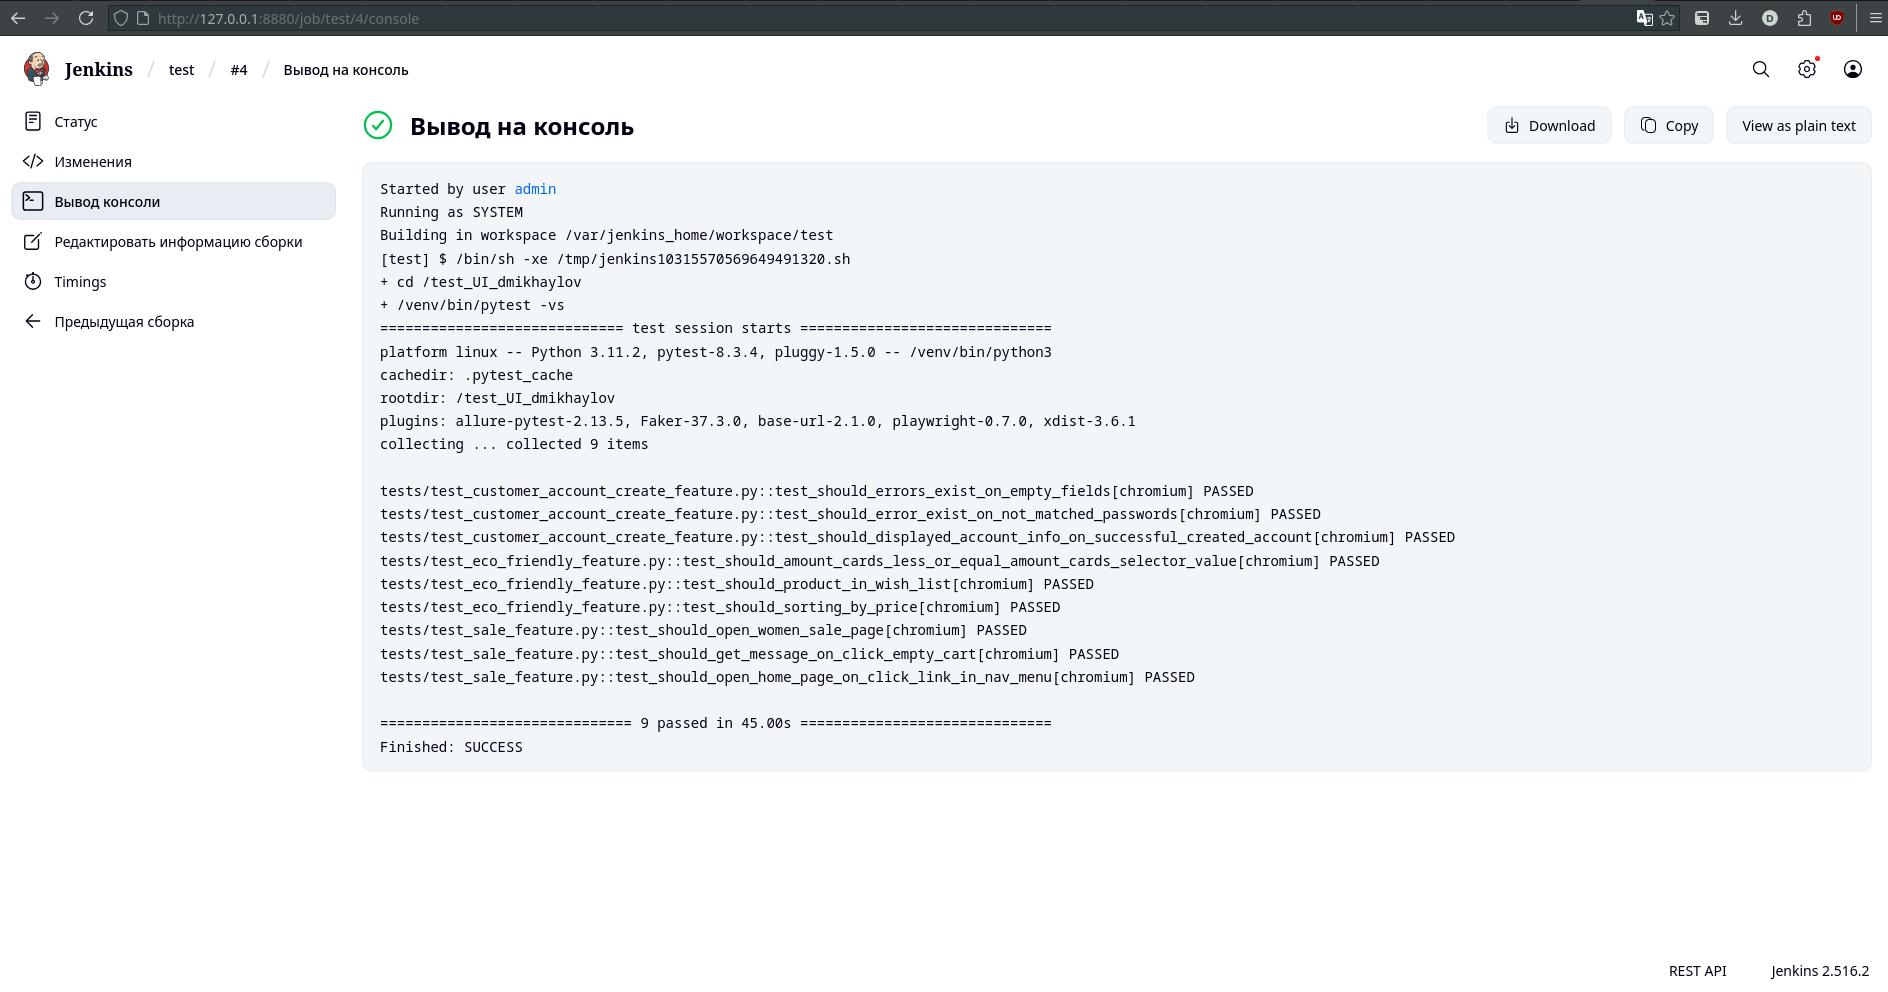 http://127.0.0.1:8880/job/test/4/console
Jenkins / test / #4 / Вывод на консоль
Статус
Изменения
Вывод консоли
Редактировать информацию сборки
Timings
Предыдущая сборка
Вывод на консоль
Download
Copy
View as plain text
Started by user admin
Running as SYSTEM
Building in workspace /var/jenkins_home/workspace/test
[test] $ /bin/sh -xe /tmp/jenkins10315570569649491320.sh
+ cd /test_UI_dmikhaylov
+ /venv/bin/pytest -vs
============================= test session starts ==============================
platform linux -- Python 3.11.2, pytest-8.3.4, pluggy-1.5.0 -- /venv/bin/python3
cachedir: .pytest_cache
rootdir: /test_UI_dmikhaylov
plugins: allure-pytest-2.13.5, Faker-37.3.0, base-url-2.1.0, playwright-0.7.0, xdist-3.6.1
collecting ... collected 9 items
tests/test_customer_account_create_feature.py::test_should_errors_exist_on_empty_fields[chromium] PASSED
tests/test_customer_account_create_feature.py::test_should_error_exist_on_not_matched_passwords[chromium] PASSED
tests/test_customer_account_create_feature.py::test_should_displayed_account_info_on_successful_created_account[chromium] PASSED
tests/test_eco_friendly_feature.py::test_should_amount_cards_less_or_equal_amount_cards_selector_value[chromium] PASSED
tests/test_eco_friendly_feature.py::test_should_product_in_wish_list[chromium] PASSED
tests/test_eco_friendly_feature.py::test_should_sorting_by_price[chromium] PASSED
tests/test_sale_feature.py::test_should_open_women_sale_page[chromium] PASSED
tests/test_sale_feature.py::test_should_get_message_on_click_empty_cart[chromium] PASSED
tests/test_sale_feature.py::test_should_open_home_page_on_click_link_in_nav_menu[chromium] PASSED
============================== 9 passed in 45.00s ==============================
Finished: SUCCESS
REST API
Jenkins 2.516.2